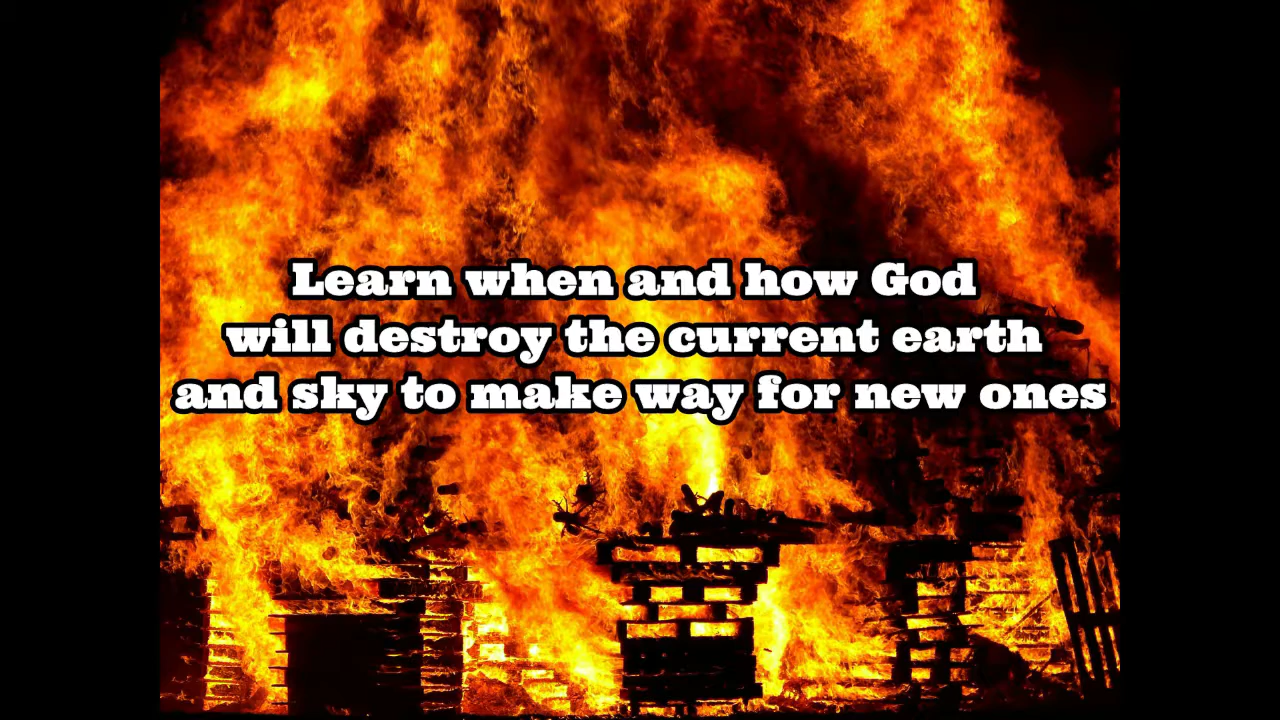 Learn when and how God
will destroy the current earth
and sky to make way for new ones